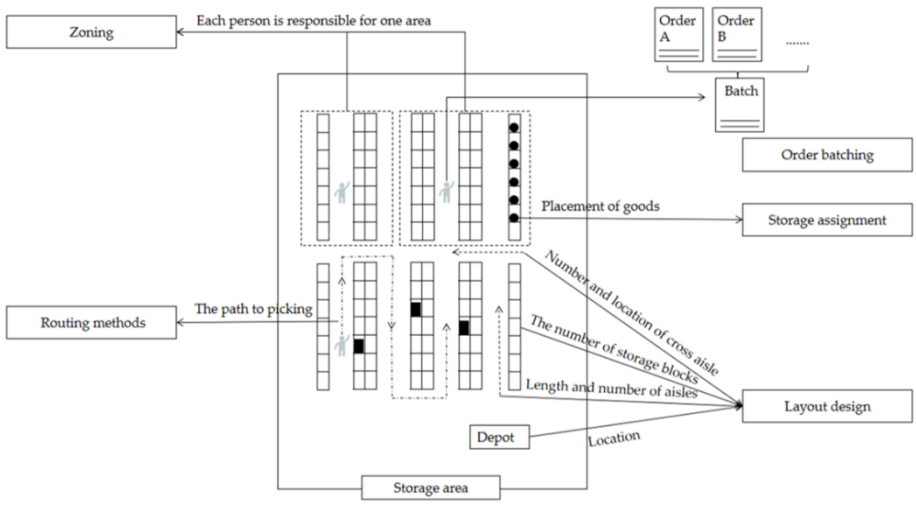 Zoning
Each person is responsible for one area
Order
A
Order
B
.......
Batch
Order batching
Placement of goods
Storage assignment
Number and location of cross aisle
The path to picking
Routing methods
The number of storage blocks
Length and number of aisles
Layout design
Depot
Location
Storage area